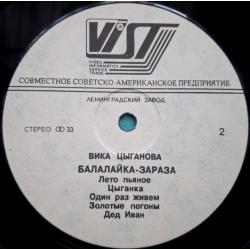 VIST
VIDEO
INFORMATICS
SERVICE
TRADE
СОВМЕСТНОЕ СОВЕТСКО-АМЕРИКАНСКОЕ ПРЕДПРИЯТИЕ
ЛЕНИНГРАДСКИЙ ЗАВОД
СТЕРЕО 33
2
ВИКА ЦЫГАНОВА
БАЛАЛАЙКА-ЗАРАЗА
Лето пьяное
Цыганка
Один раз живем
Золотые погоны
Дед Иван